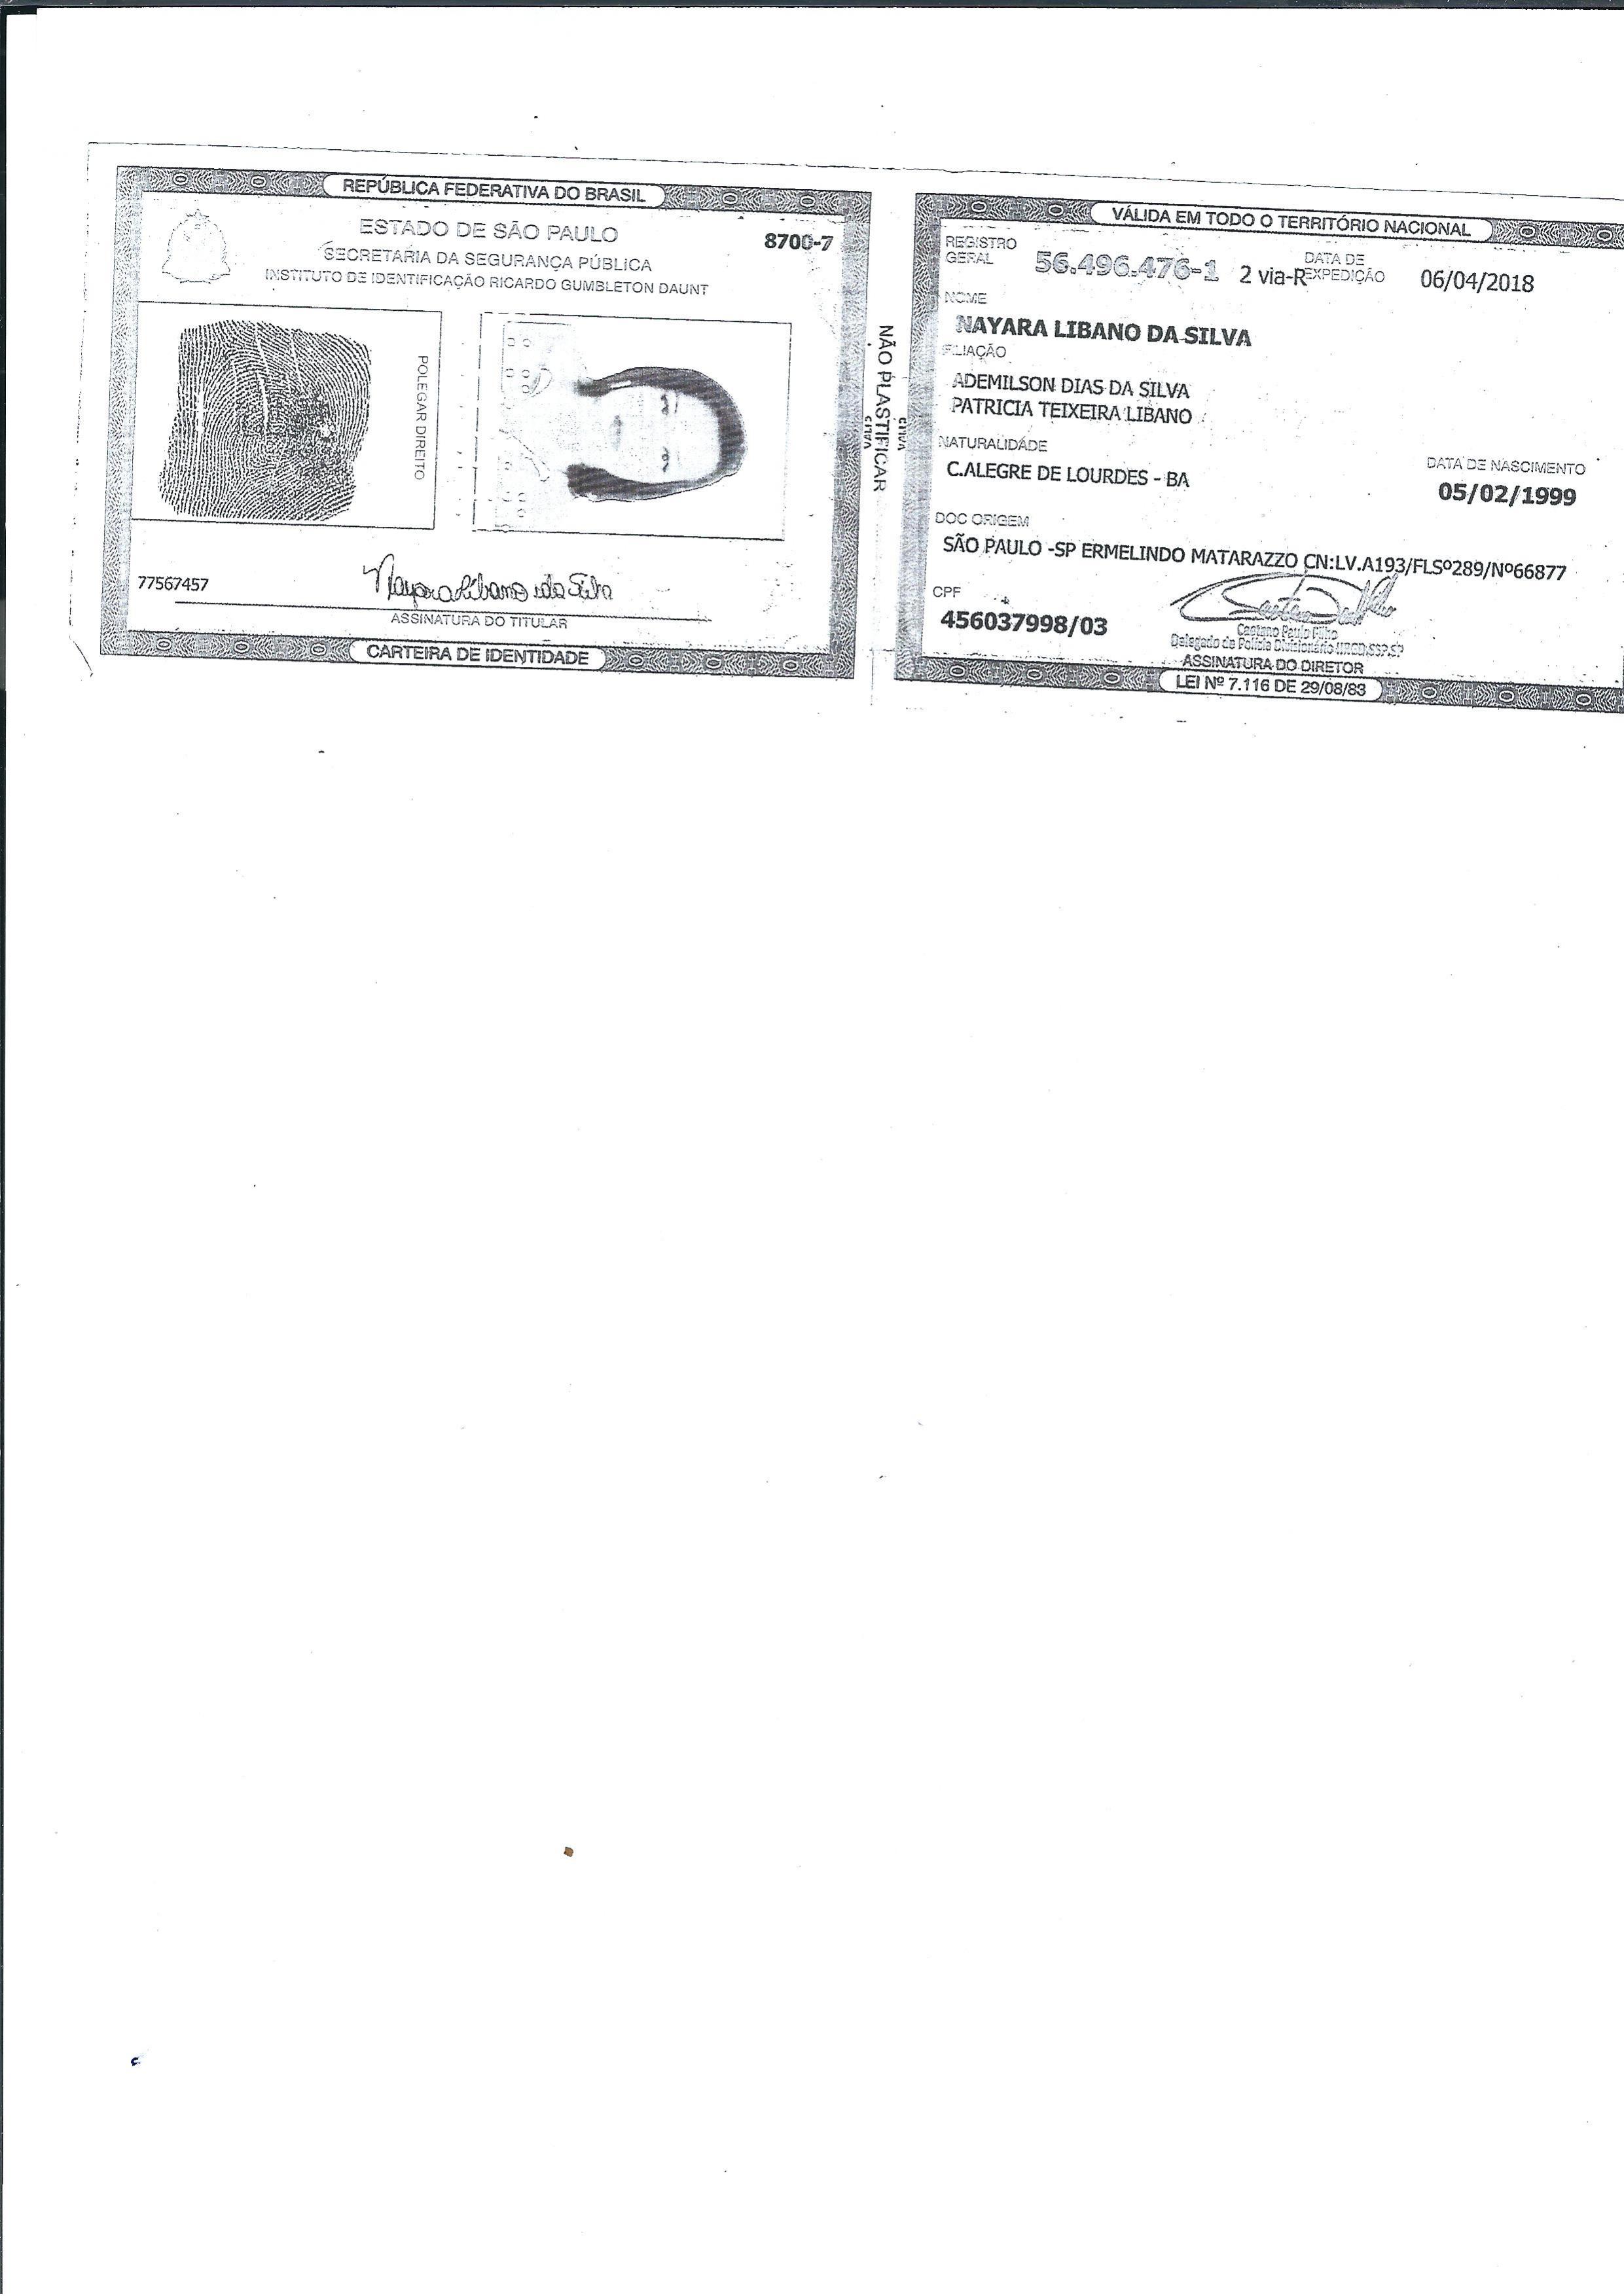 REPÚBLICA FEDERATIVA DO BRASIL
ESTADO DE SÃO PAULO
8700-7
SECRETARIA DA SEGURANÇA PÚBLICA
INSTITUTO DE IDENTIFICAÇÃO RICARDO GUMBLETON DAUNT
POLEGAR DIREITO
77567457
Nayara Libano da Silva
ASSINATURA DO TITULAR
CARTEIRA DE IDENTIDADE
NÃO PLASTIFICAR
VÁLIDA EM TODO O TERRITÓRIO NACIONAL
REGISTRO GERAL 56.496.476-1 2 via-R DATA DE EXPEDIÇÃO 06/04/2018
NOME
NAYARA LIBANO DA SILVA
FILIAÇÃO
ADEMILSON DIAS DA SILVA
PATRICIA TEIXEIRA LIBANO
NATURALIDADE
DATA DE NASCIMENTO
C.ALEGRE DE LOURDES - BA
05/02/1999
DOC ORIGEM
SÃO PAULO -SP ERMELINDO MATARAZZO CN:LV.A193/FLSº289/Nº66877
CPF
456037998/03
Caetano Paulo Filho
Delegado de Polícia Divisionário IIRGD.SSP.SP
ASSINATURA DO DIRETOR
LEI Nº 7.116 DE 29/08/83